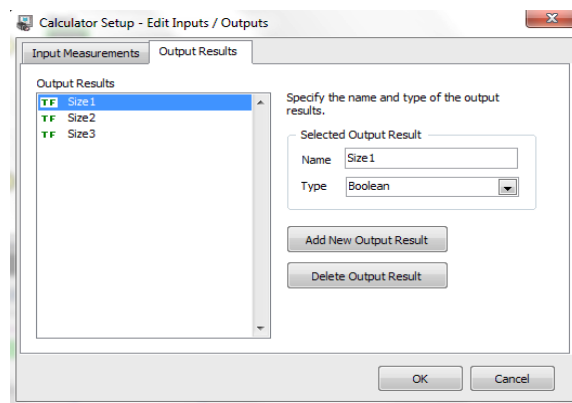 Calculator Setup - Edit Inputs / Outputs
Input Measurements
Output Results
Output Results
TF Size1
TF Size2
TF Size3
Specify the name and type of the output
results.
Selected Output Result
Name Size1
Type Boolean
Add New Output Result
Delete Output Result
OK
Cancel